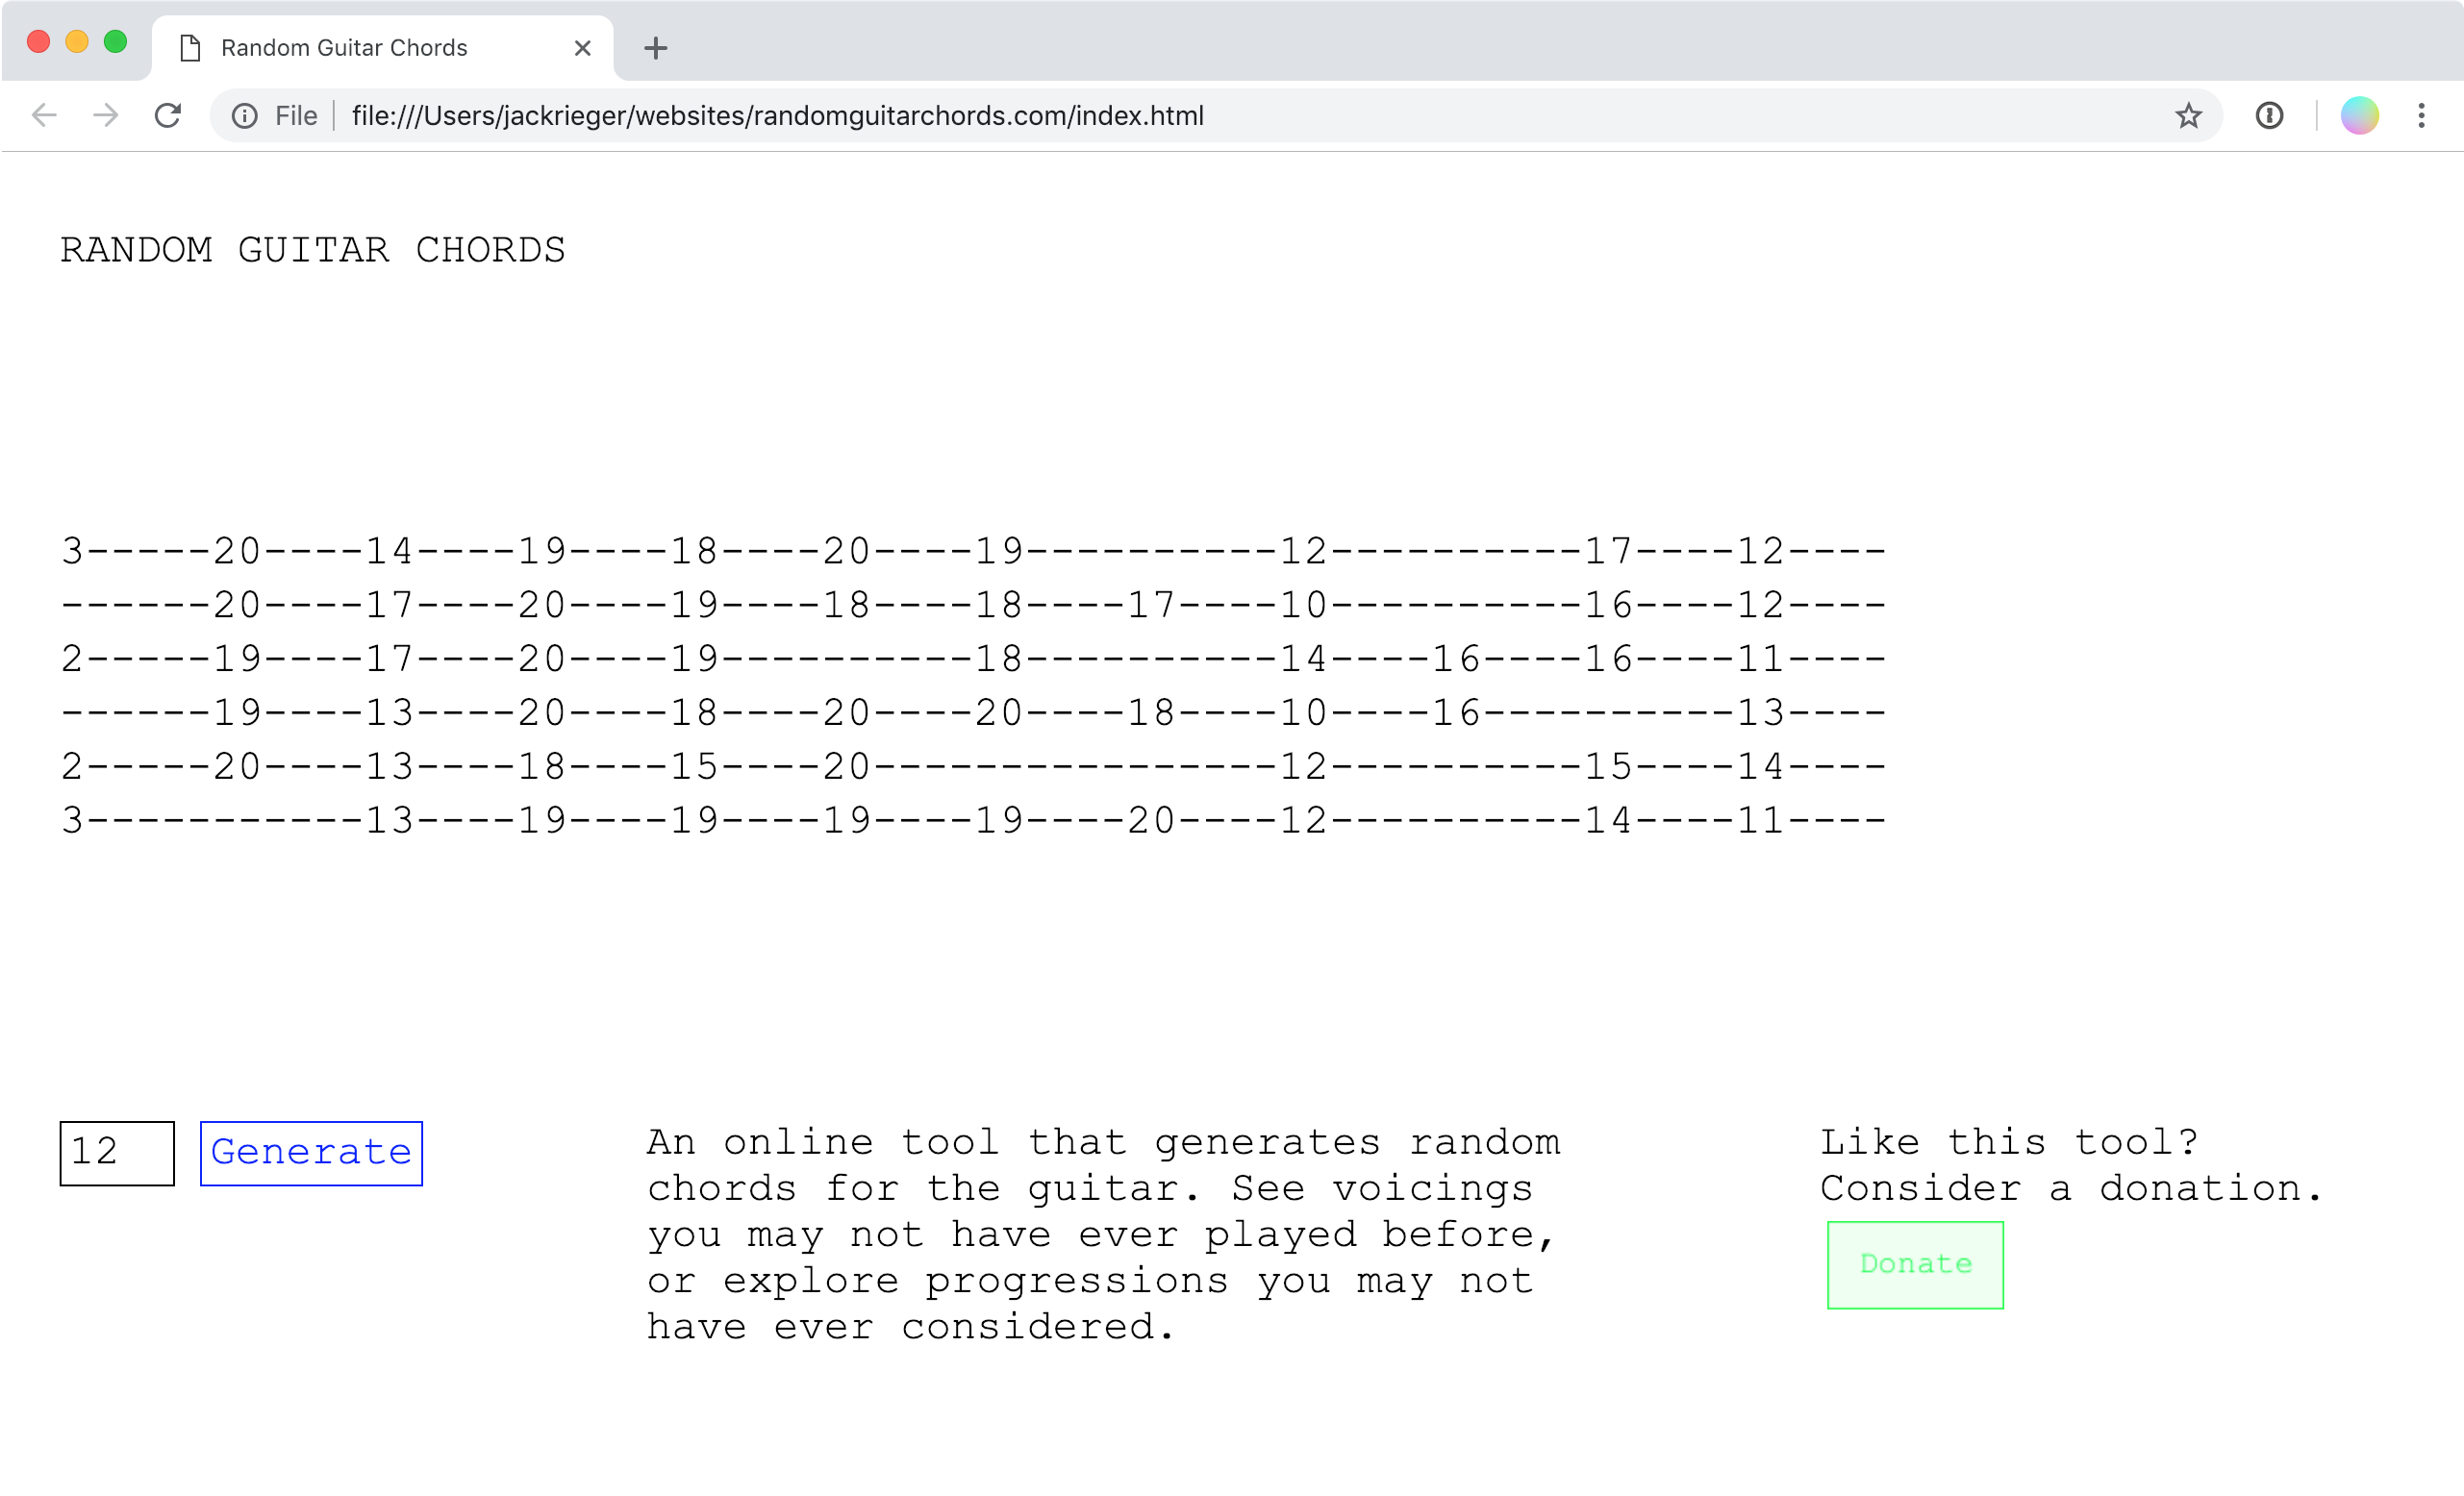 Random Guitar Chords
File file:///Users/jackrieger/websites/randomguitarchords.com/index.html
RANDOM GUITAR CHORDS
3-----20----14----19----18----20----19----------12----------17----12----
------20----17----20----19----18----18----17----10----------16----12----
2-----19----17----20----19----------18----------14----16----16----11----
------19----13----20----18----20----20----18----10----16----------13----
2-----20----13----18----15----20----------------12----------15----14----
3-----------13----19----19----19----19----20----12----------14----11----
12 Generate
An online tool that generates random
chords for the guitar. See voicings
you may not have ever played before,
or explore progressions you may not
have ever considered.
Like this tool?
Consider a donation.
Donate